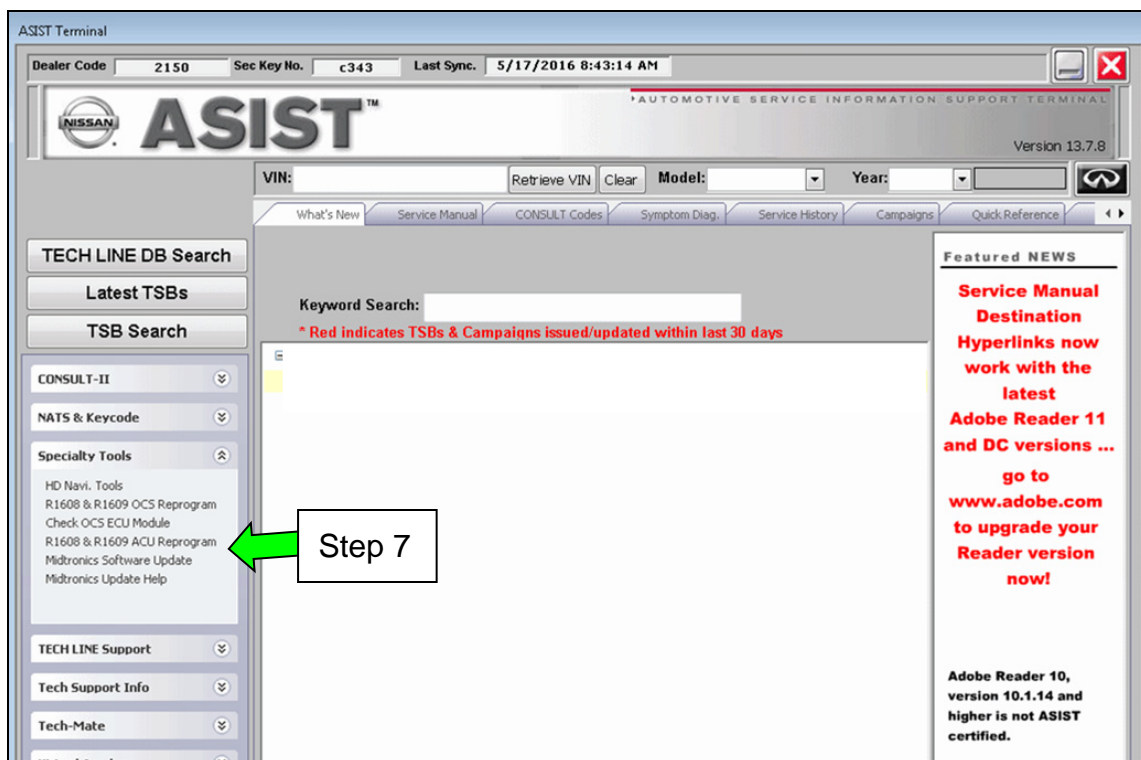 ASIST Terminal
Dealer Code 2150 Sec Key No. c343 Last Sync. 5/17/2016 8:43:14 AM
AUTOMOTIVE SERVICE INFORMATION SUPPORT TERMINAL
NISSAN ASIST™
Version 13.7.8
VIN: Retrieve VIN Clear Model: Year:
What's New Service Manual CONSULT Codes Symptom Diag. Service History Campaigns Quick Reference
TECH LINE DB Search
Latest TSBs
TSB Search
CONSULT-II
NATS & Keycode
Specialty Tools
HD Navi. Tools
R1608 & R1609 OCS Reprogram
Check OCS ECU Module
R1608 & R1609 ACU Reprogram
Midtronics Software Update
Midtronics Update Help
TECH LINE Support
Tech Support Info
Tech-Mate
Keyword Search:
* Red indicates TSBs & Campaigns issued/updated within last 30 days
Step 7
Featured NEWS
Service Manual
Destination
Hyperlinks now
work with the
latest
Adobe Reader 11
and DC versions ...
go to
www.adobe.com
to upgrade your
Reader version
now!
Adobe Reader 10,
version 10.1.14 and
higher is not ASIST
certified.